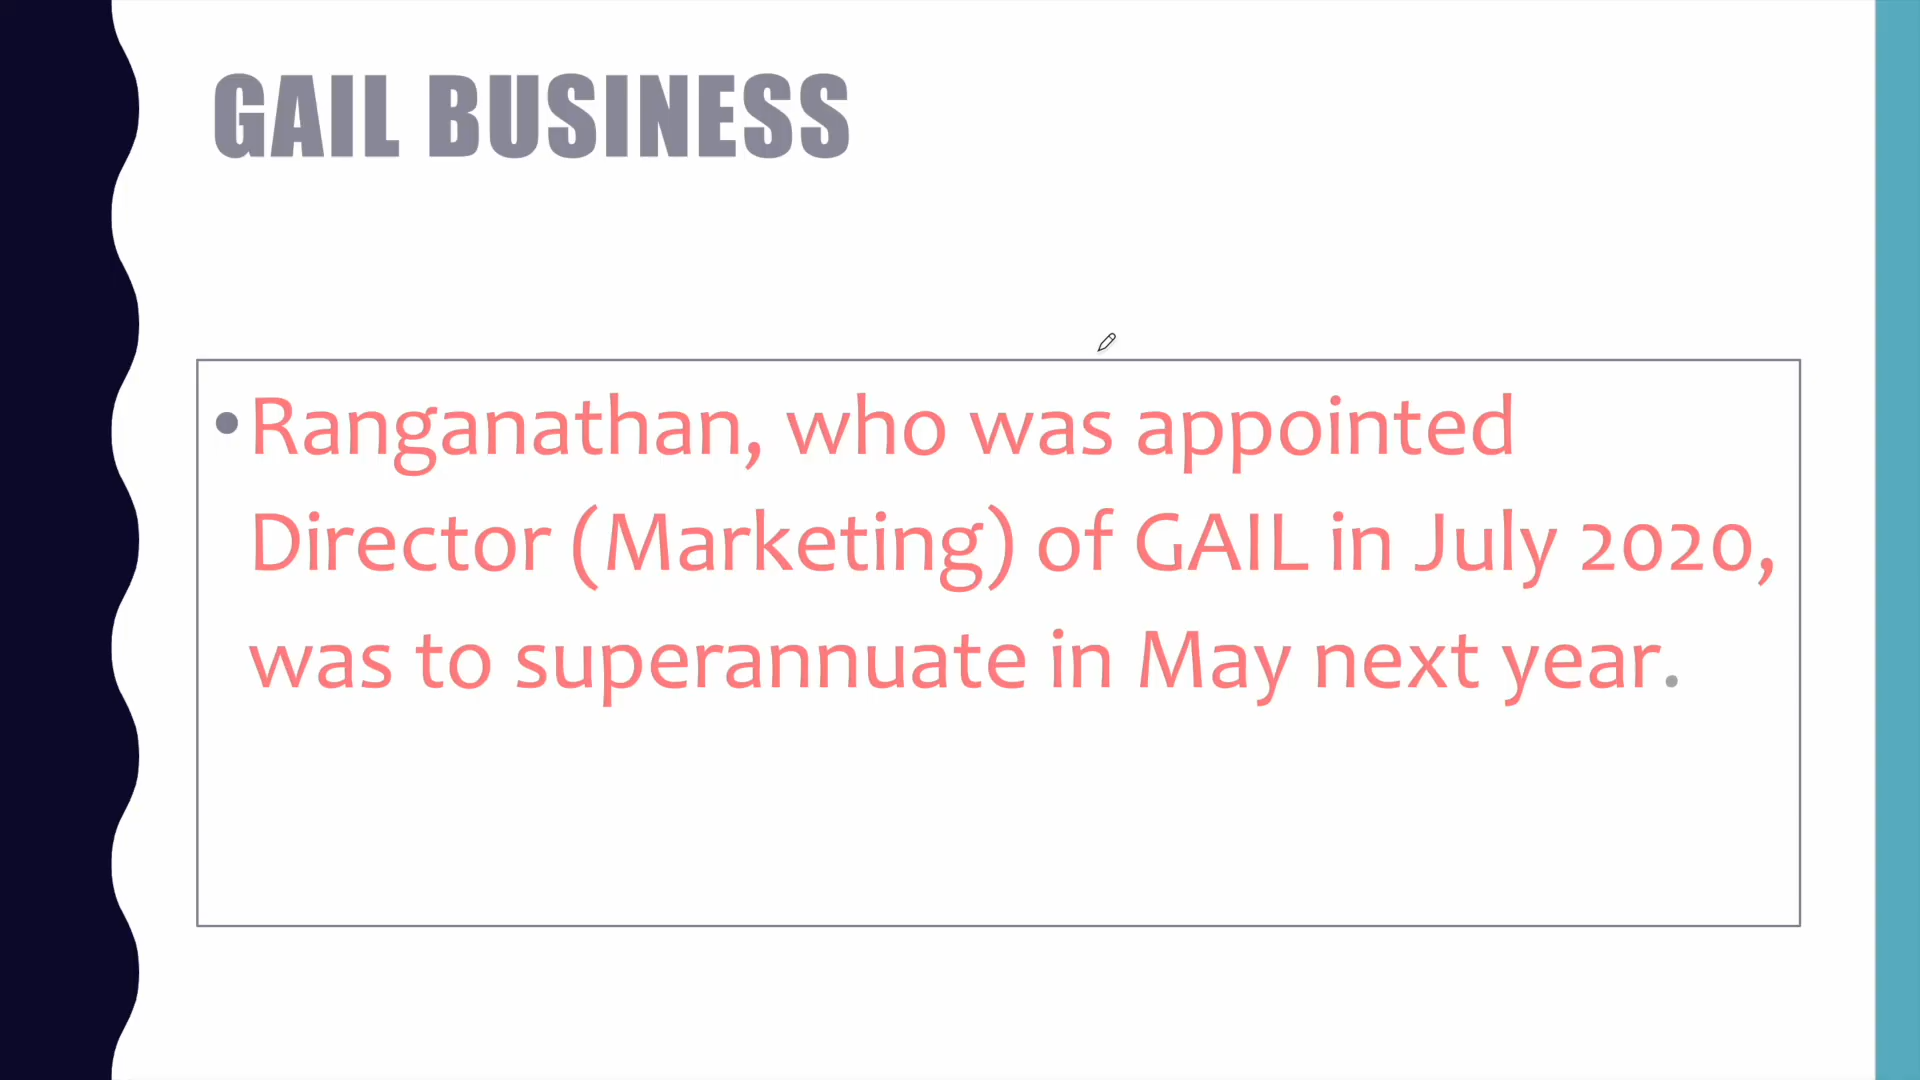 GAIL BUSINESS
•Ranganathan, who was appointed
Director (Marketing) of GAIL in July 2020,
was to superannuate in May next year.